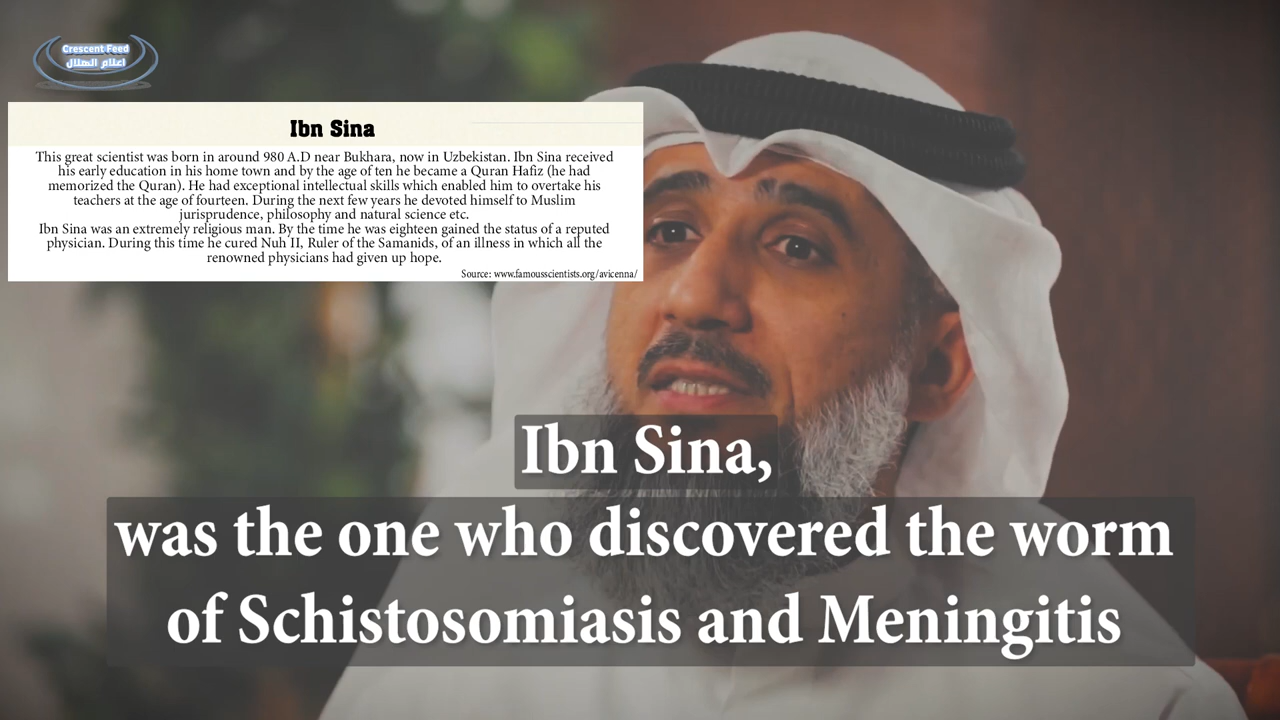 Crescent Feed
اعلام الهلال
Ibn Sina
This great scientist was born in around 980 A.D near Bukhara, now in Uzbekistan. Ibn Sina received
his early education in his home town and by the age of ten he became a Quran Hafiz (he had
memorized the Quran). He had exceptional intellectual skills which enabled him to overtake his
teachers at the age of fourteen. During the next few years he devoted himself to Muslim
jurisprudence, philosophy and natural science etc.
Ibn Sina was an extremely religious man. By the time he was eighteen gained the status of a reputed
physician. During this time he cured Nuh II, Ruler of the Samanids, of an illness in which all the
renowned physicians had given up hope.
Source: www.famousscientists.org/avicenna/
Ibn Sina,
was the one who discovered the worm
of Schistosomiasis and Meningitis